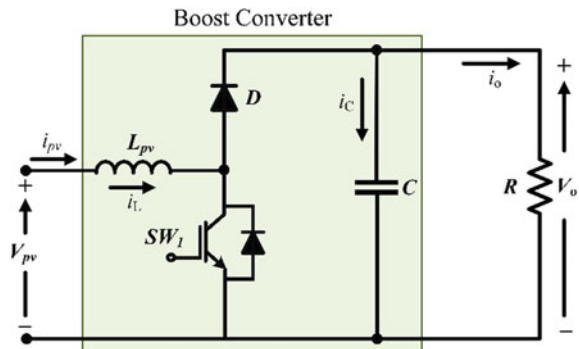 Boost Converter
D
i_C
i_o
+
i_pv
L_pv
+
i_L
SW_1
C
R
V_o
V_pv
−
−